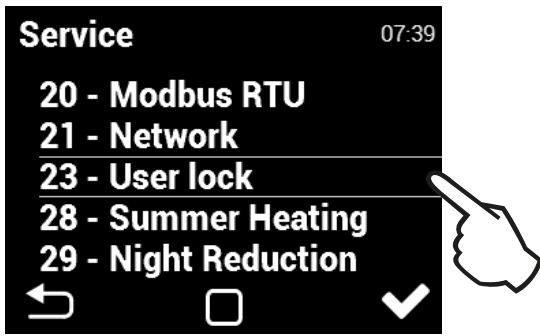 Service 07:39
20 - Modbus RTU
21 - Network
23 - User lock
28 - Summer Heating
29 - Night Reduction